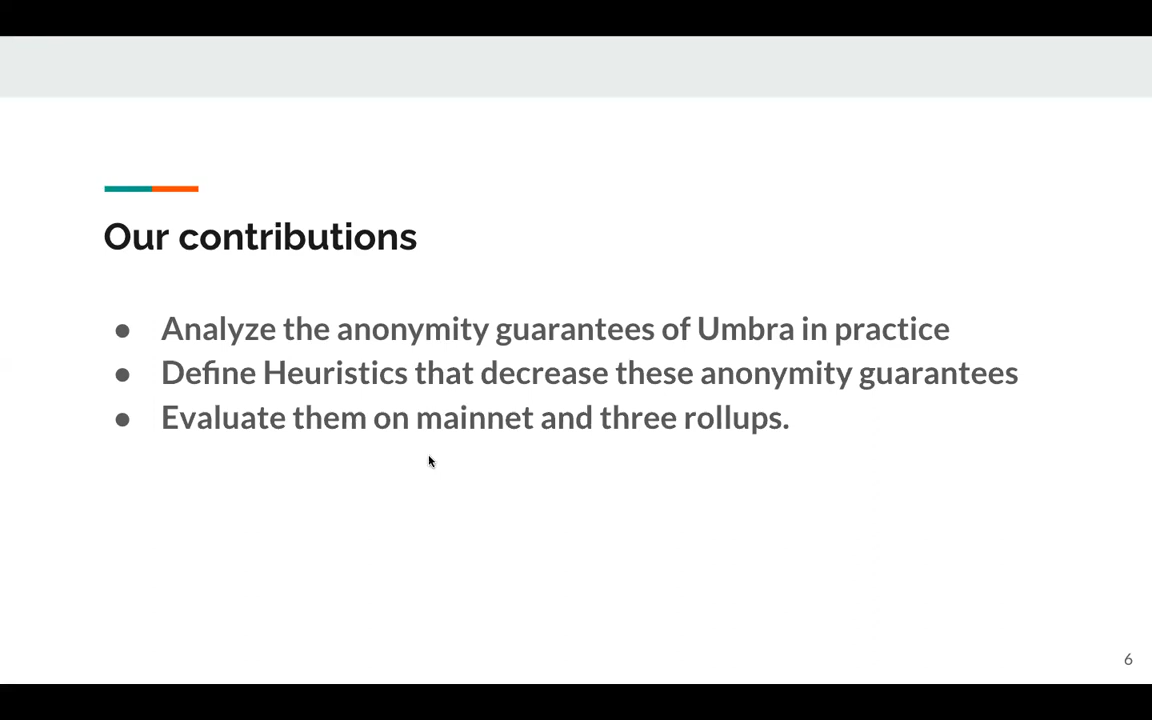 Our contributions
● Analyze the anonymity guarantees of Umbra in practice
● Define Heuristics that decrease these anonymity guarantees
● Evaluate them on mainnet and three rollups.
6